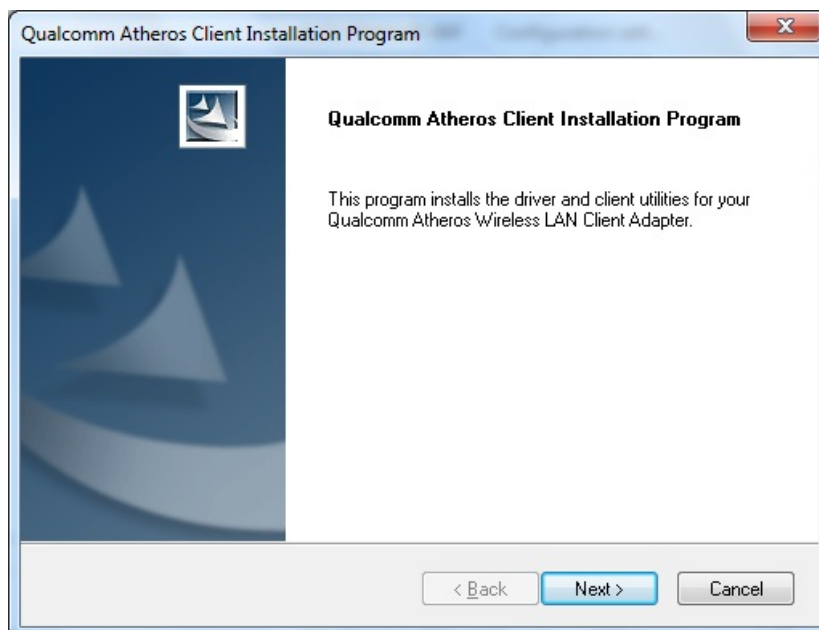 Qualcomm Atheros Client Installation Program
Qualcomm Atheros Client Installation Program
This program installs the driver and client utilities for your
Qualcomm Atheros Wireless LAN Client Adapter.
< Back
Next >
Cancel